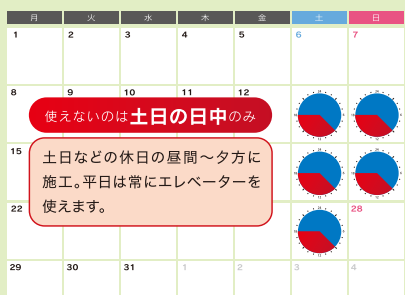 月 火 水 木 金 土 日
1 2 3 4 5 6 7
8 9 10 11 12
使えないのは土日の日中のみ
15
土日などの休日の昼間〜夕方に
施工。平日は常にエレベーターを
使えます。
22 28
29 30 31 1 2 3 4